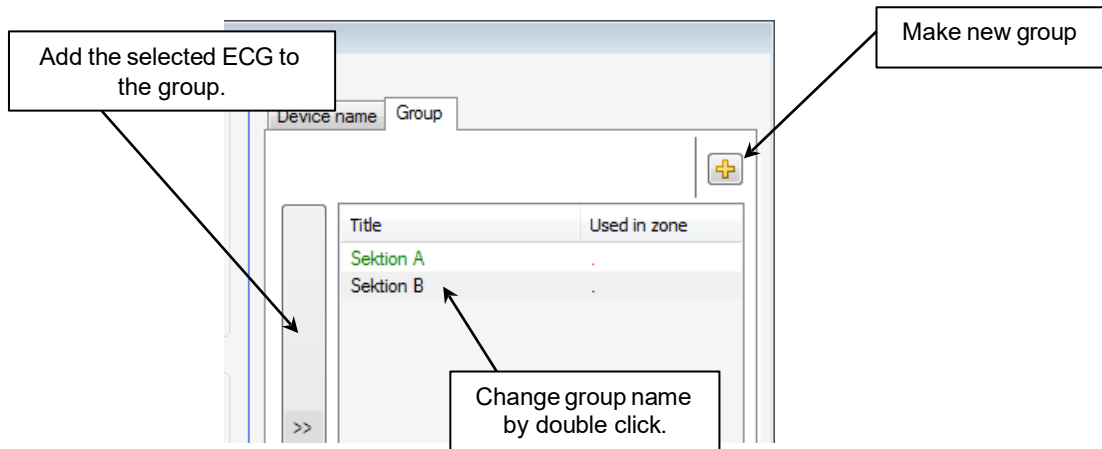 Make new group
Add the selected ECG to
the group.
Device name Group
Title Used in zone
Sektion A .
Sektion B .
Change group name
by double click.
>>